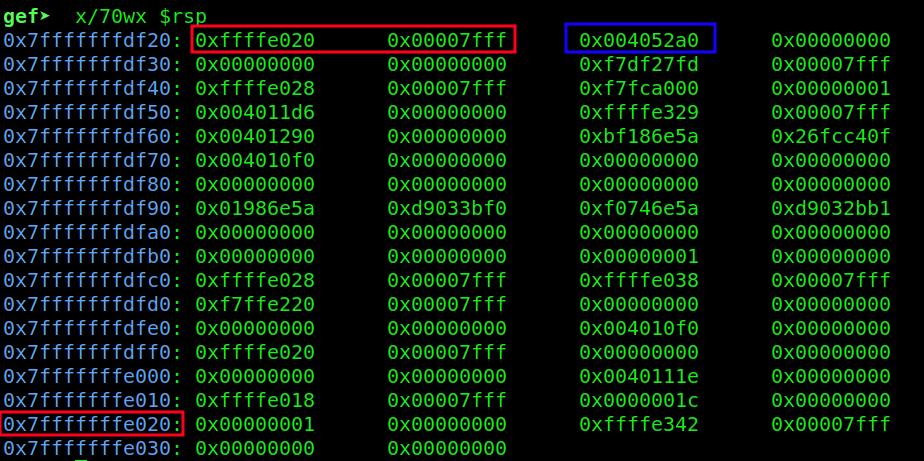 gef➤  x/70wx $rsp
0x7fffffffdf20: 0xffffe020 0x00007fff 0x004052a0 0x00000000
0x7fffffffdf30: 0x00000000 0x00000000 0xf7df27fd 0x00007fff
0x7fffffffdf40: 0xffffe028 0x00007fff 0xf7fca000 0x00000001
0x7fffffffdf50: 0x004011d6 0x00000000 0xffffe329 0x00007fff
0x7fffffffdf60: 0x00401290 0x00000000 0xbf186e5a 0x26fcc40f
0x7fffffffdf70: 0x004010f0 0x00000000 0x00000000 0x00000000
0x7fffffffdf80: 0x00000000 0x00000000 0x00000000 0x00000000
0x7fffffffdf90: 0x01986e5a 0xd9033bf0 0xf0746e5a 0xd9032bb1
0x7fffffffdfa0: 0x00000000 0x00000000 0x00000000 0x00000000
0x7fffffffdfb0: 0x00000000 0x00000000 0x00000001 0x00000000
0x7fffffffdfc0: 0xffffe028 0x00007fff 0xffffe038 0x00007fff
0x7fffffffdfd0: 0xf7ffe220 0x00007fff 0x00000000 0x00000000
0x7fffffffdfe0: 0x00000000 0x00000000 0x004010f0 0x00000000
0x7fffffffdff0: 0xffffe020 0x00007fff 0x00000000 0x00000000
0x7fffffffe000: 0x00000000 0x00000000 0x0040111e 0x00000000
0x7fffffffe010: 0xffffe018 0x00007fff 0x0000001c 0x00000000
0x7fffffffe020: 0x00000001 0x00000000 0xffffe342 0x00007fff
0x7fffffffe030: 0x00000000 0x00000000